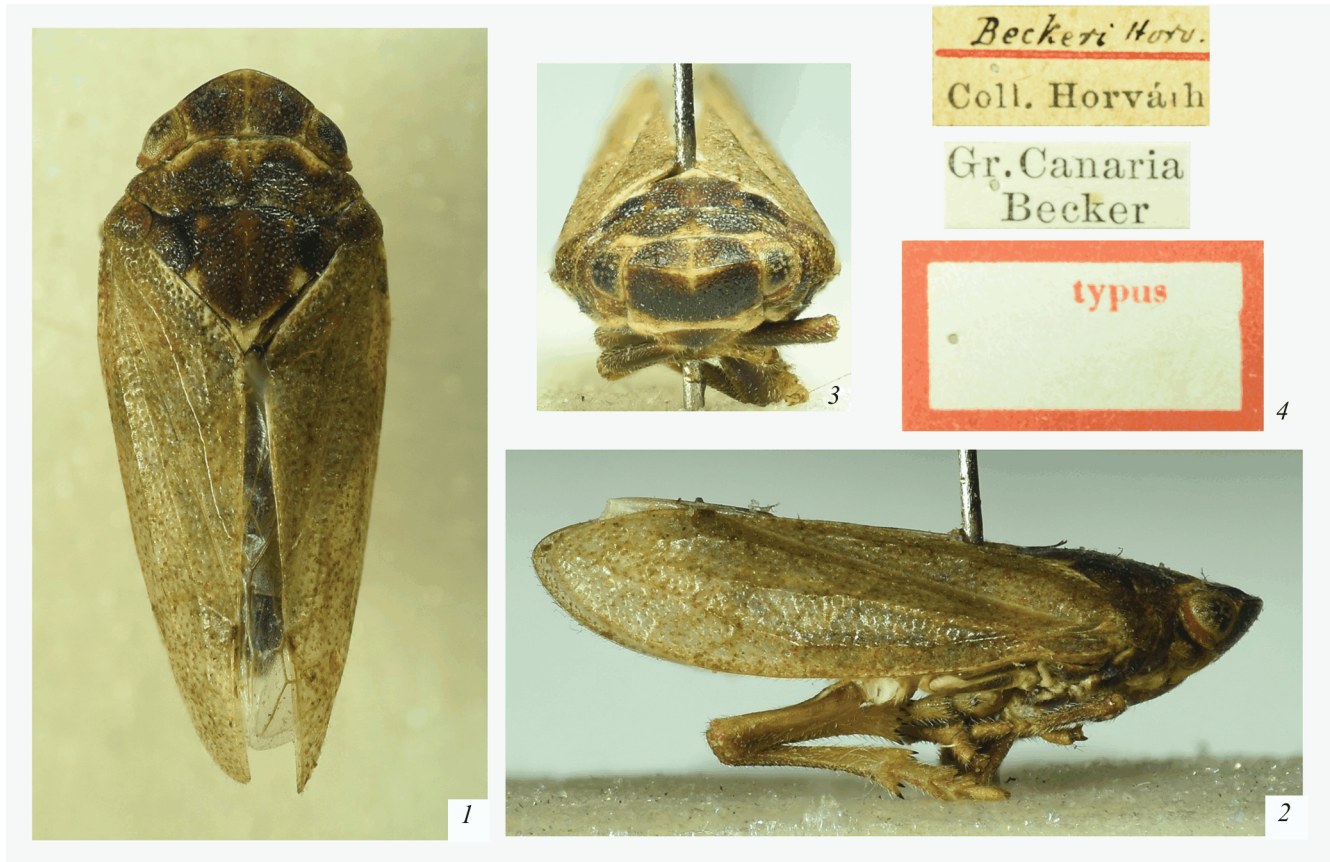 1
3
Beckeri Horv.
Coll. Horváth
Gr. Canaria
Becker
typus
4
2